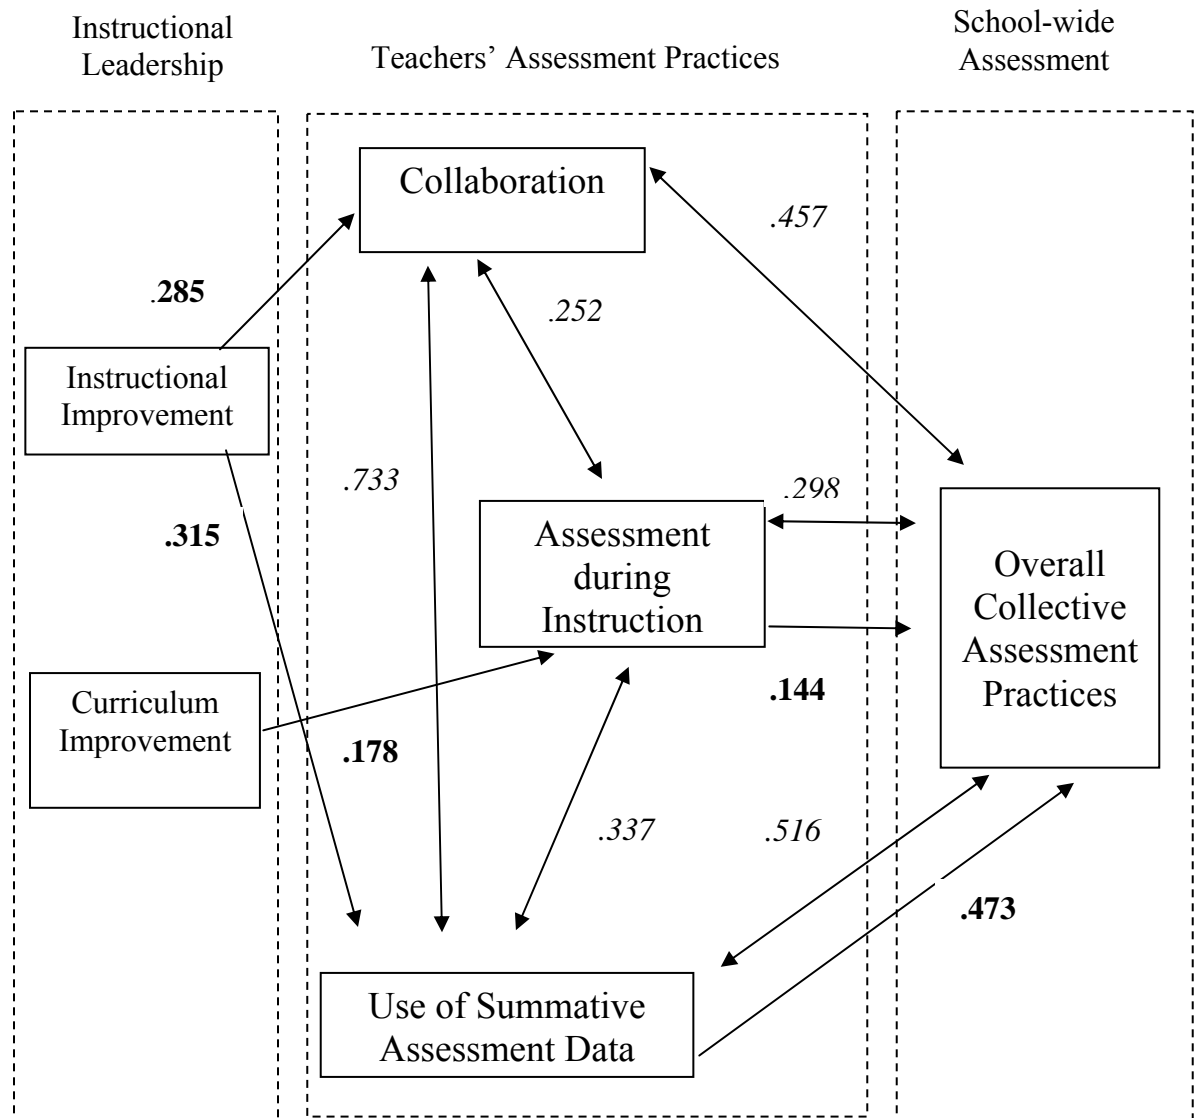 Instructional
Leadership
Teachers’ Assessment Practices
School-wide
Assessment
Collaboration
.457
.285
.252
Instructional
Improvement
.733
.298
.315
Assessment
during
Instruction
Overall
Collective
Assessment
Practices
Curriculum
Improvement
.144
.178
.337
.516
.473
Use of Summative
Assessment Data